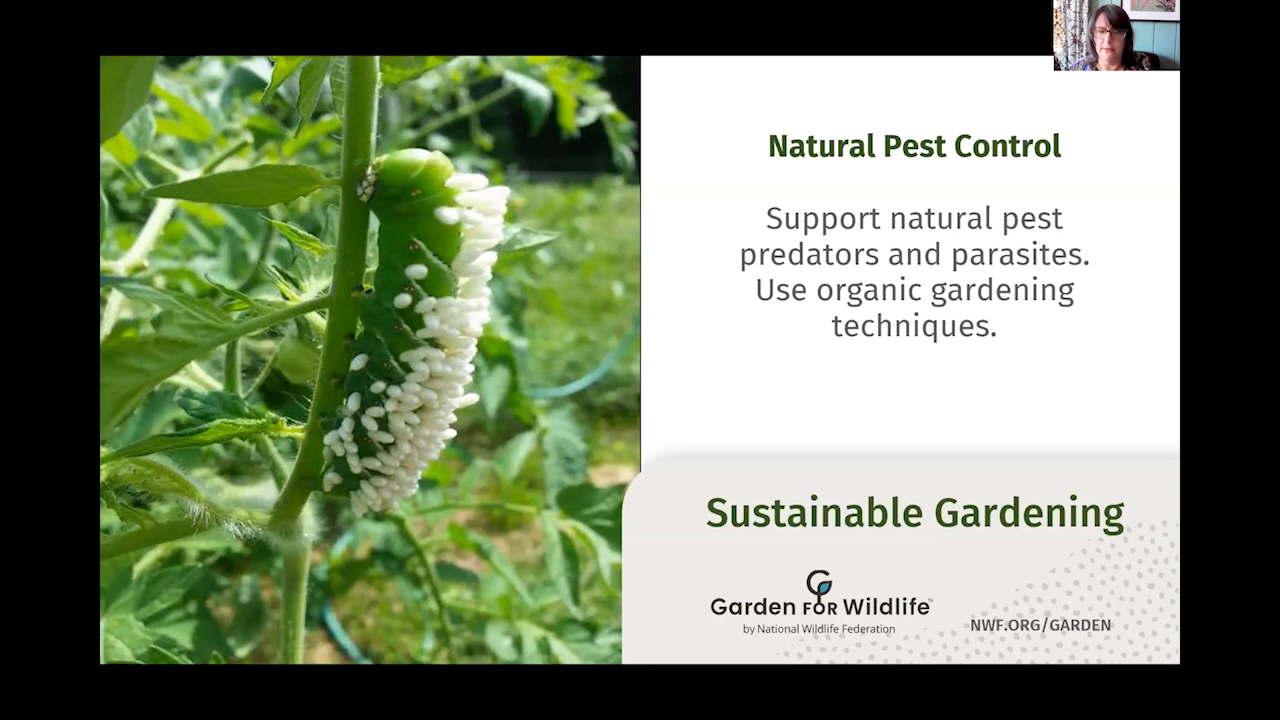 Natural Pest Control
Support natural pest
predators and parasites.
Use organic gardening
techniques.
Sustainable Gardening
Garden FOR Wildlife™
by National Wildlife Federation
NWF.ORG/GARDEN